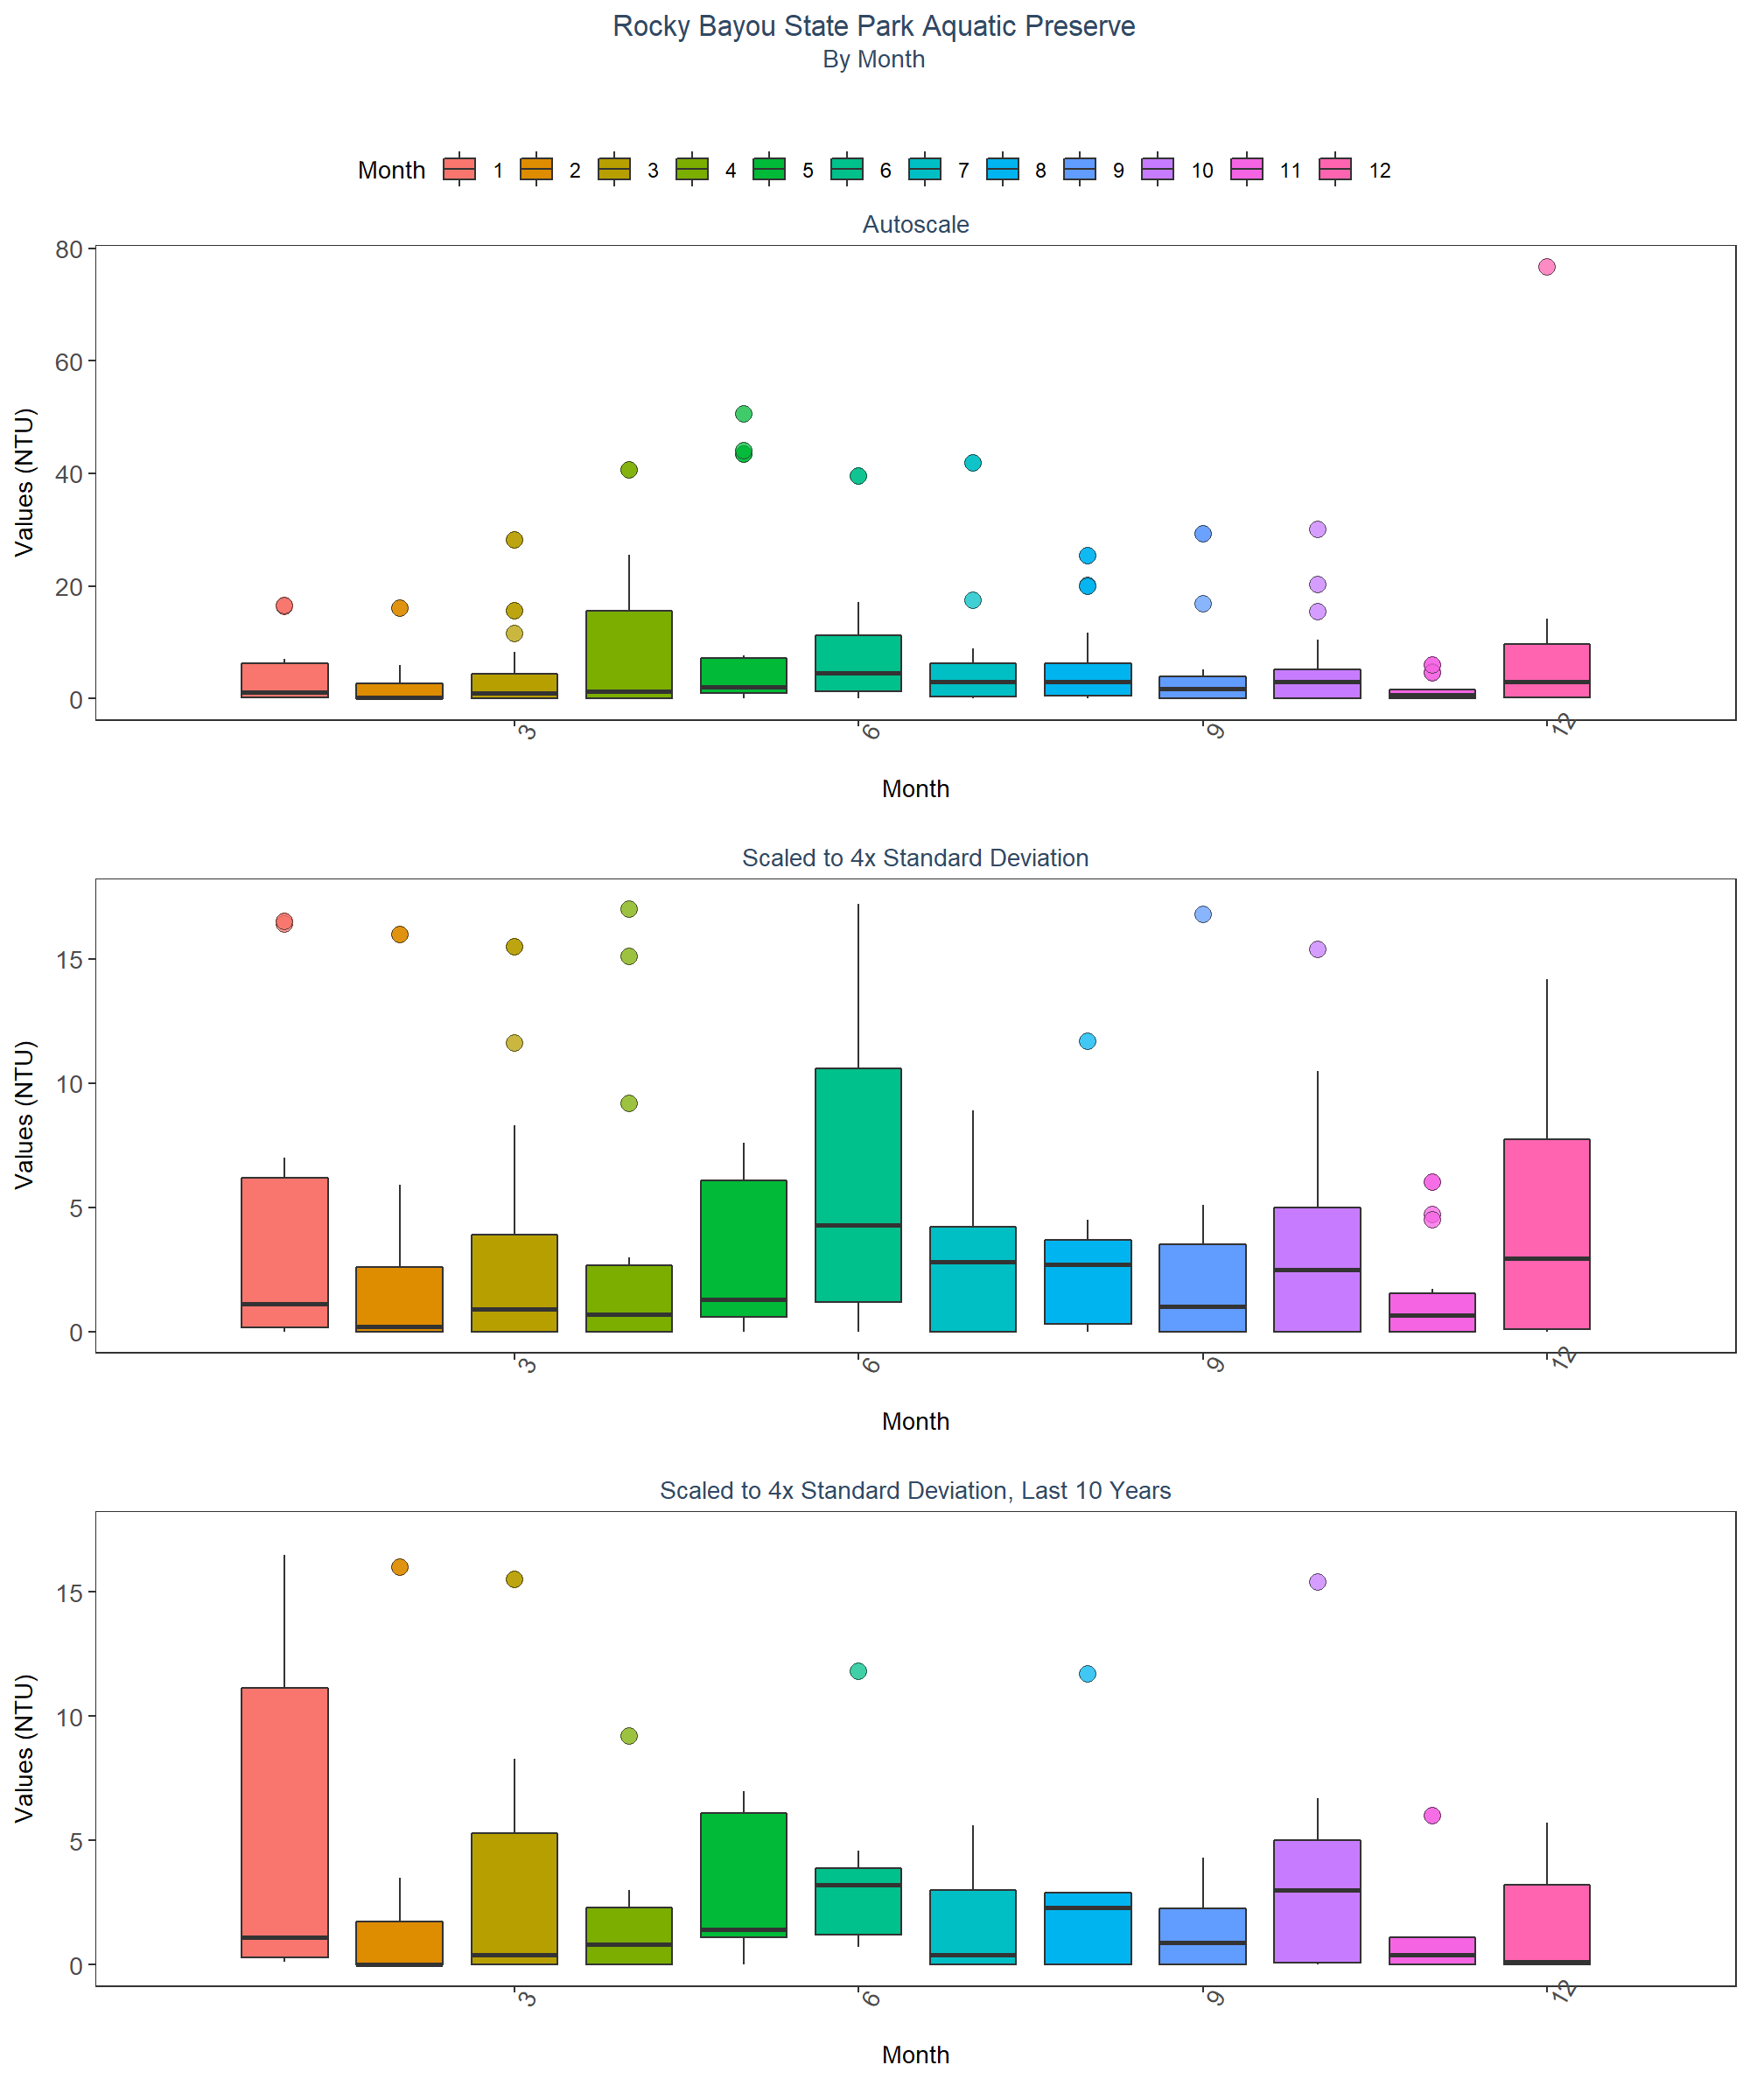 Rocky Bayou State Park Aquatic Preserve
By Month
Month 1 2 3 4 5 6 7 8 9 10 11 12
Autoscale
80
60
40
20
0
Values (NTU)
3 6 9 12
Month
Scaled to 4x Standard Deviation
15
10
5
0
Values (NTU)
3 6 9 12
Month
Scaled to 4x Standard Deviation, Last 10 Years
15
10
5
0
Values (NTU)
3 6 9 12
Month